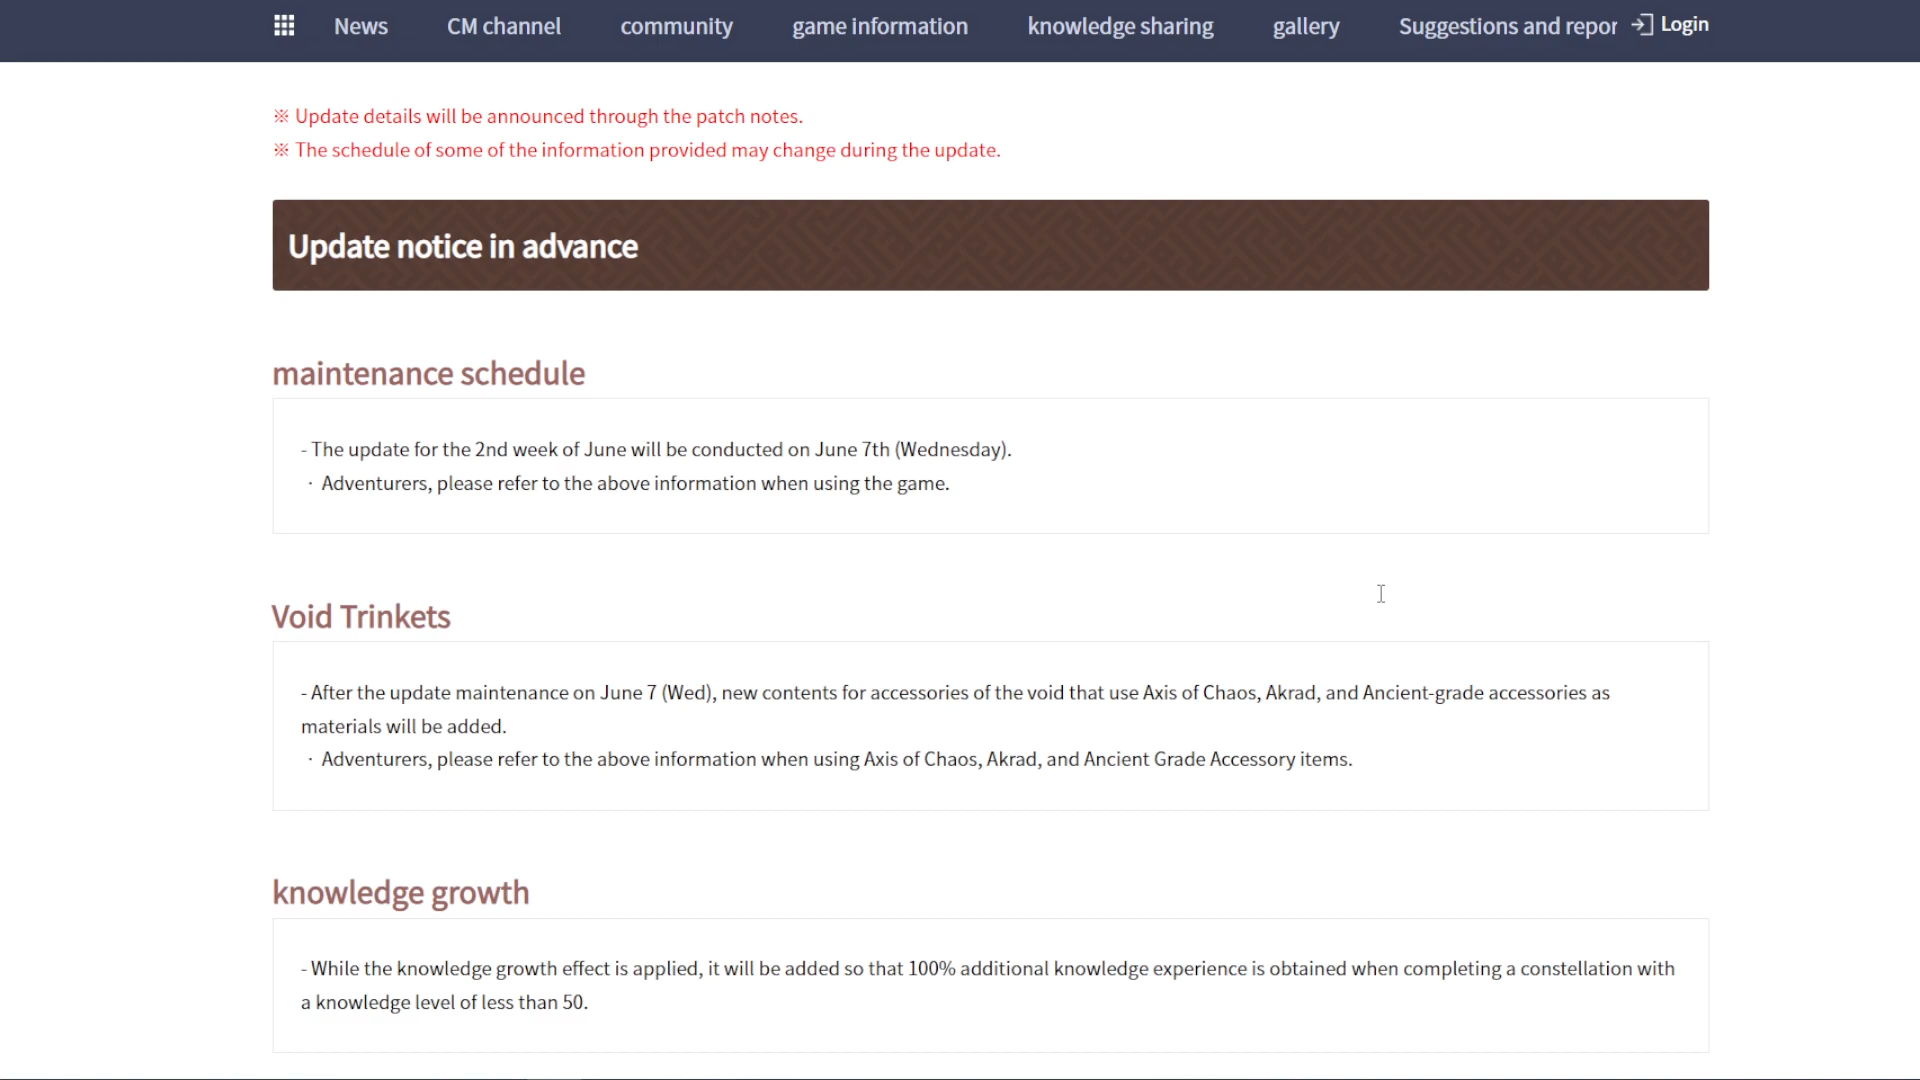 News CM channel community game information knowledge sharing gallery Suggestions and repor Login
※ Update details will be announced through the patch notes.
※ The schedule of some of the information provided may change during the update.
Update notice in advance
maintenance schedule
- The update for the 2nd week of June will be conducted on June 7th (Wednesday).
· Adventurers, please refer to the above information when using the game.
Void Trinkets
- After the update maintenance on June 7 (Wed), new contents for accessories of the void that use Axis of Chaos, Akrad, and Ancient-grade accessories as
materials will be added.
· Adventurers, please refer to the above information when using Axis of Chaos, Akrad, and Ancient Grade Accessory items.
knowledge growth
- While the knowledge growth effect is applied, it will be added so that 100% additional knowledge experience is obtained when completing a constellation with
a knowledge level of less than 50.